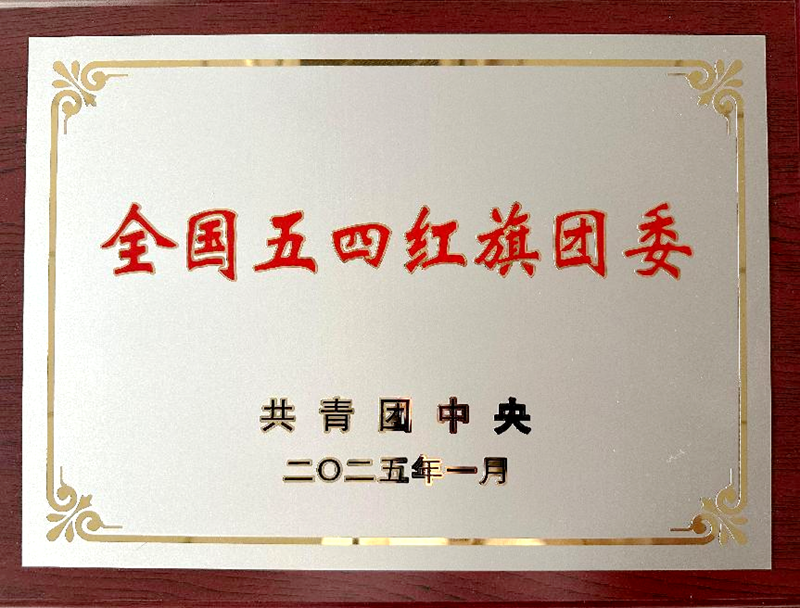 全国五四红旗团委
共青团中央
二〇二五年一月